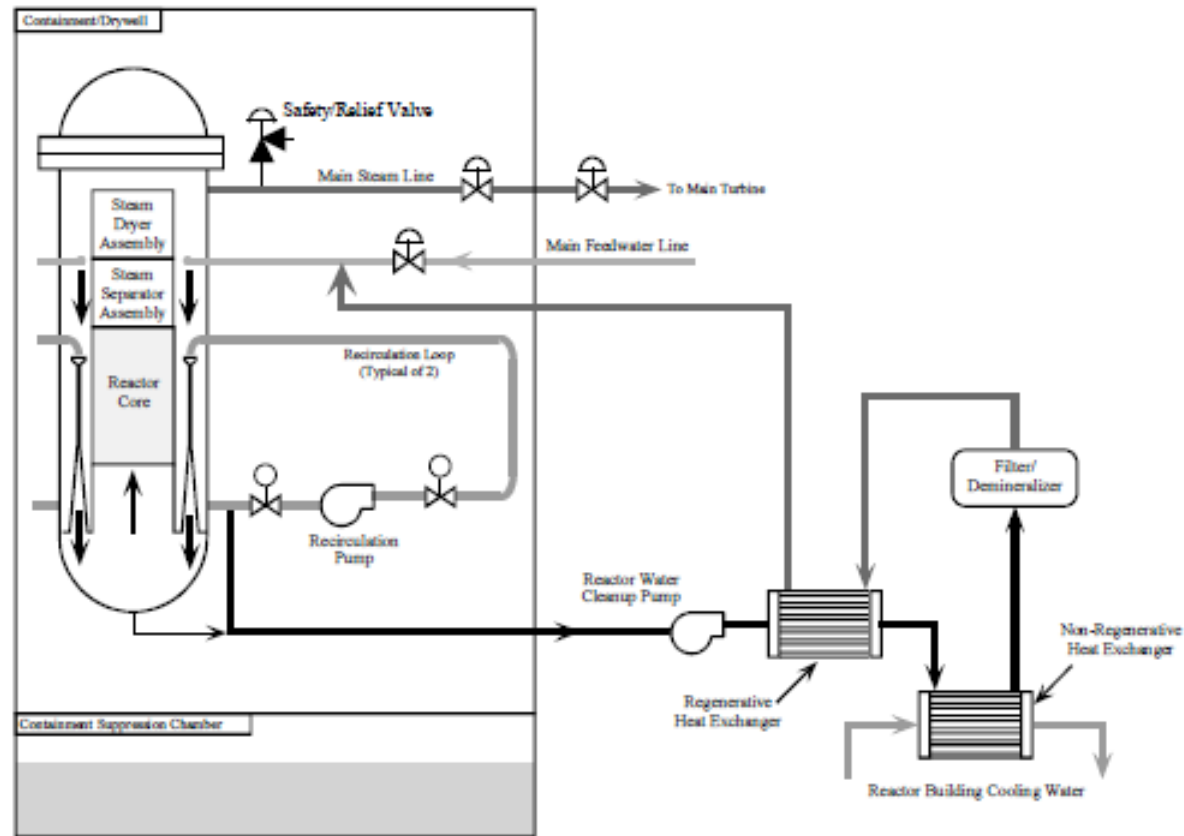 Containment/Drywell
Safety/Relief Valve
Main Steam Line
To Main Turbine
Steam
Dryer
Assembly
Main Feedwater Line
Steam
Separator
Assembly
Recirculation Loop
(Typical of 2)
Reactor
Core
Filter/
Demineralizer
Recirculation
Pump
Reactor Water
Cleanup Pump
Non-Regenerative
Heat Exchanger
Regenerative
Heat Exchanger
Containment Suppression Chamber
Reactor Building Cooling Water